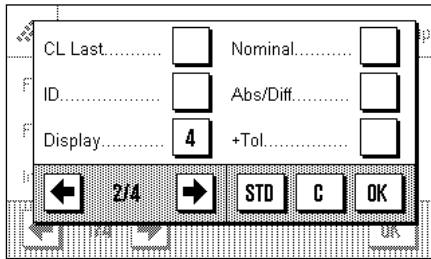 CL Last........... Nominal...........
ID.................. Abs/Diff...........
Display........... 4 +Tol...............
2/4 STD C OK